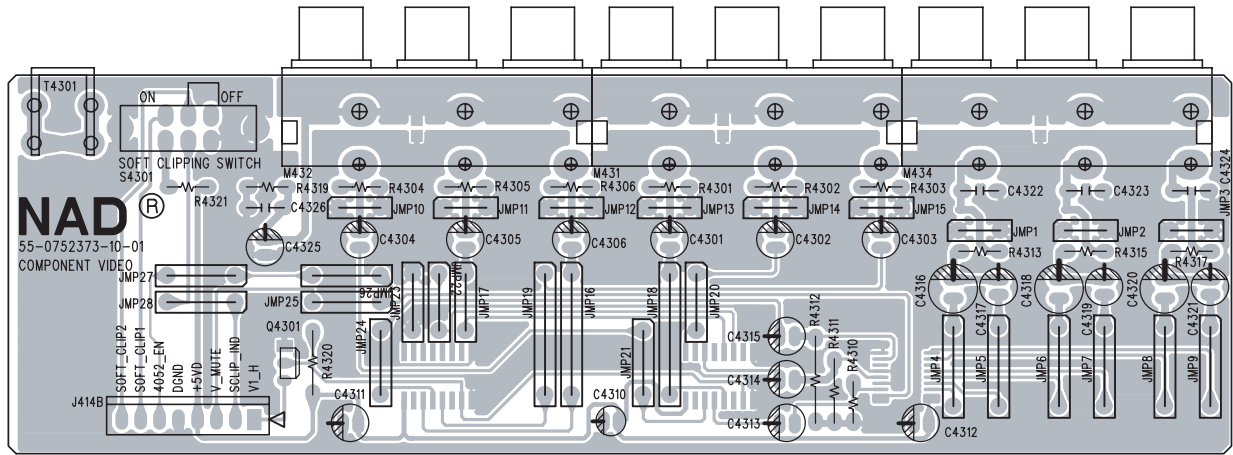 T4301
ON OFF
SOFT CLIPPING SWITCH
S4301
M432
M431
M434
R4321
R4319
C4326
R4304
R4305
R4306
R4301
R4302
R4303
C4322
C4323
C4324
JMP3
NAD®
55-0752373-10-01
COMPONENT VIDEO
JMP10
JMP11
JMP12
JMP13
JMP14
JMP15
JMP1
JMP2
C4325
C4304
C4305
C4306
C4301
C4302
C4303
R4313
R4315
R4317
JMP27
JMP28
JMP25
JMP26
JMP23
JMP22
JMP17
JMP19
JMP16
JMP18
JMP20
C4316
C4317
C4318
C4319
C4320
C4321
Q4301
R4320
JMP24
JMP21
C4315
C4314
C4313
R4312
R4311
R4310
JMP4
JMP5
JMP6
JMP7
JMP8
JMP9
SOFT_CLIP2
SOFT_CLIP1
4052_EN
DGND
+5VD
V_MUTE
SCLIP_IND
V1_H
J414B
C4311
C4310
C4312